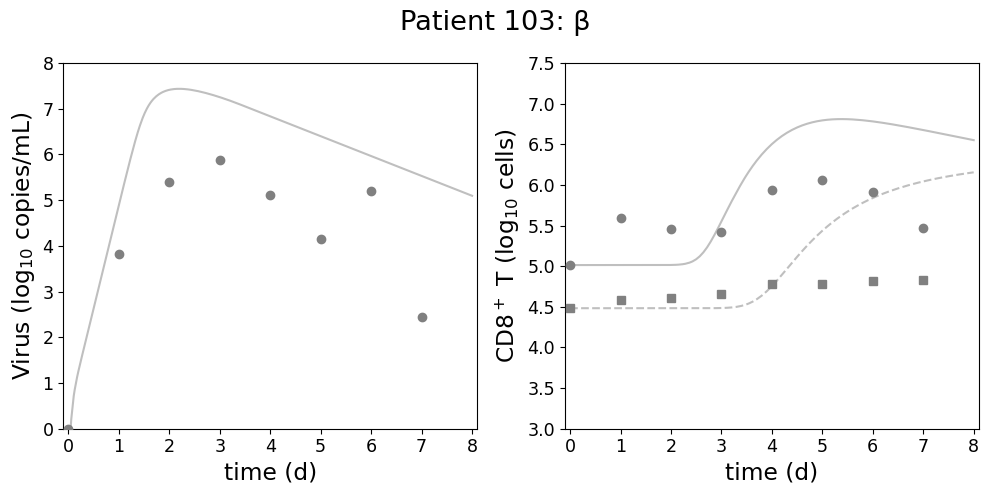 Patient 103: β
Virus (log₁₀ copies/mL)
8
7
6
5
4
3
2
1
0
0 1 2 3 4 5 6 7 8
time (d)
CD8⁺ T (log₁₀ cells)
7.5
7.0
6.5
6.0
5.5
5.0
4.5
4.0
3.5
3.0
0 1 2 3 4 5 6 7 8
time (d)